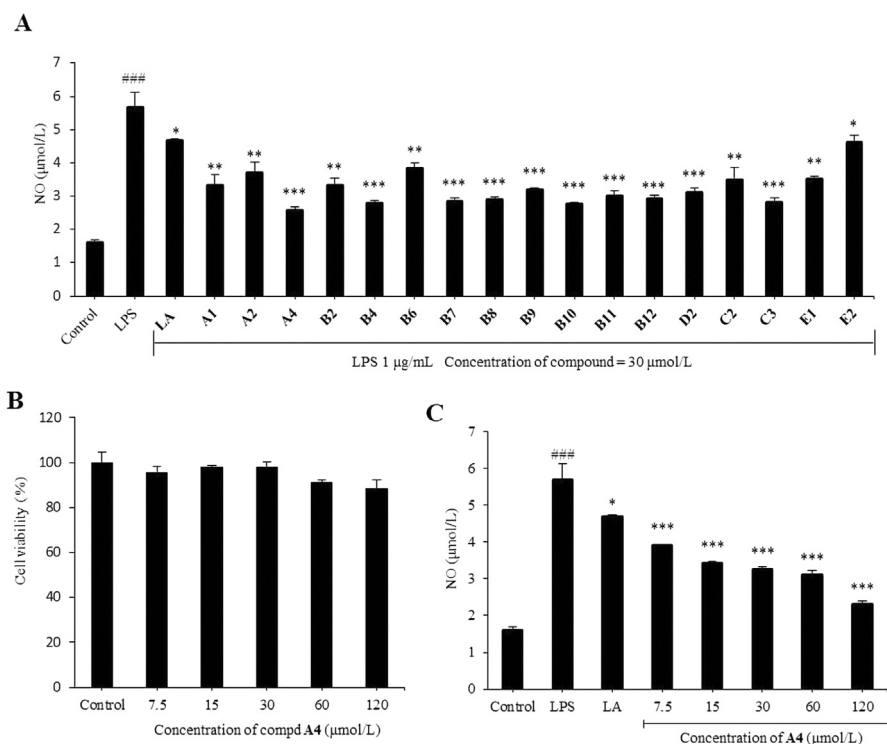 A
7
6
5
4
3
2
1
0
NO (μmol/L)
###
*
**
**
***
**
***
**
***
***
***
***
***
***
***
**
***
**
*
Control
LPS
LA
A1
A2
A4
B2
B4
B6
B7
B8
B9
B10
B11
B12
D2
C2
C3
E1
E2
LPS 1 μg/mL Concentration of compound = 30 μmol/L
B
120
100
80
60
40
20
0
Cell viability (%)
Control 7.5 15 30 60 120
Concentration of compd A4 (μmol/L)
C
7
6
5
4
3
2
1
0
NO (μmol/L)
###
*
***
***
***
***
***
Control LPS LA 7.5 15 30 60 120
Concentration of A4 (μmol/L)